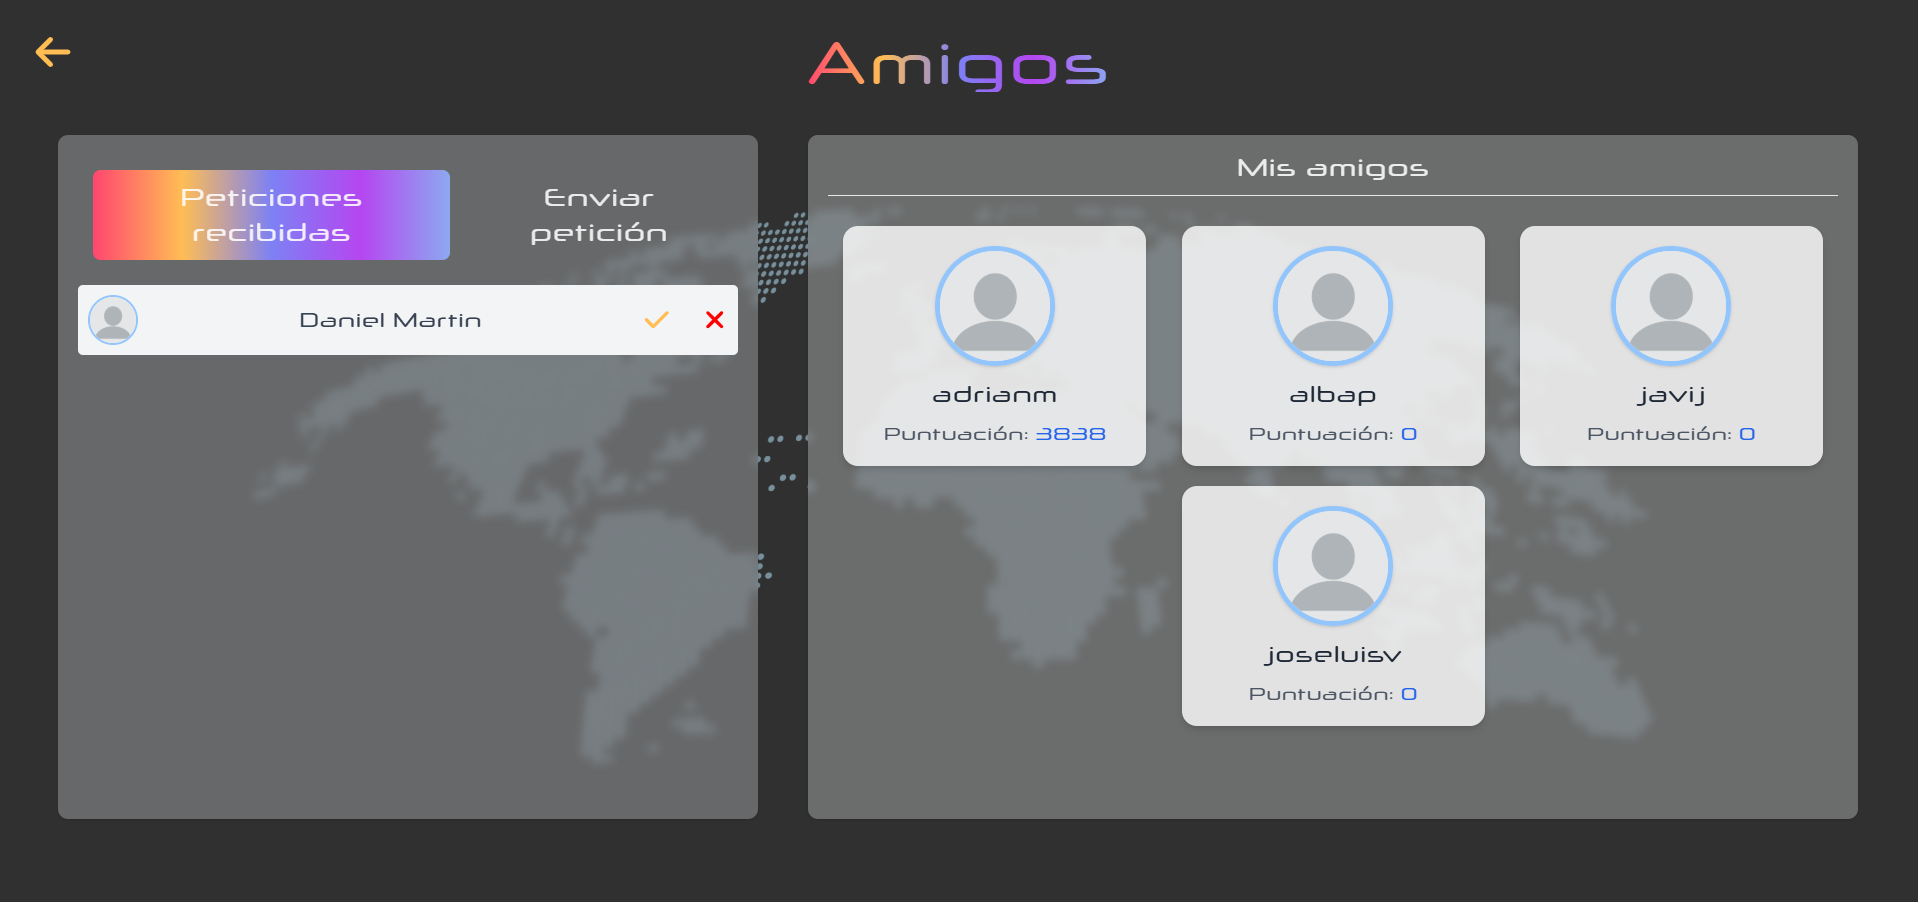 Amigos
Peticiones
recibidas
Enviar
petición
Daniel Martin
Mis amigos
adrianm
Puntuación: 3838
albap
Puntuación: 0
javij
Puntuación: 0
joseluisv
Puntuación: 0